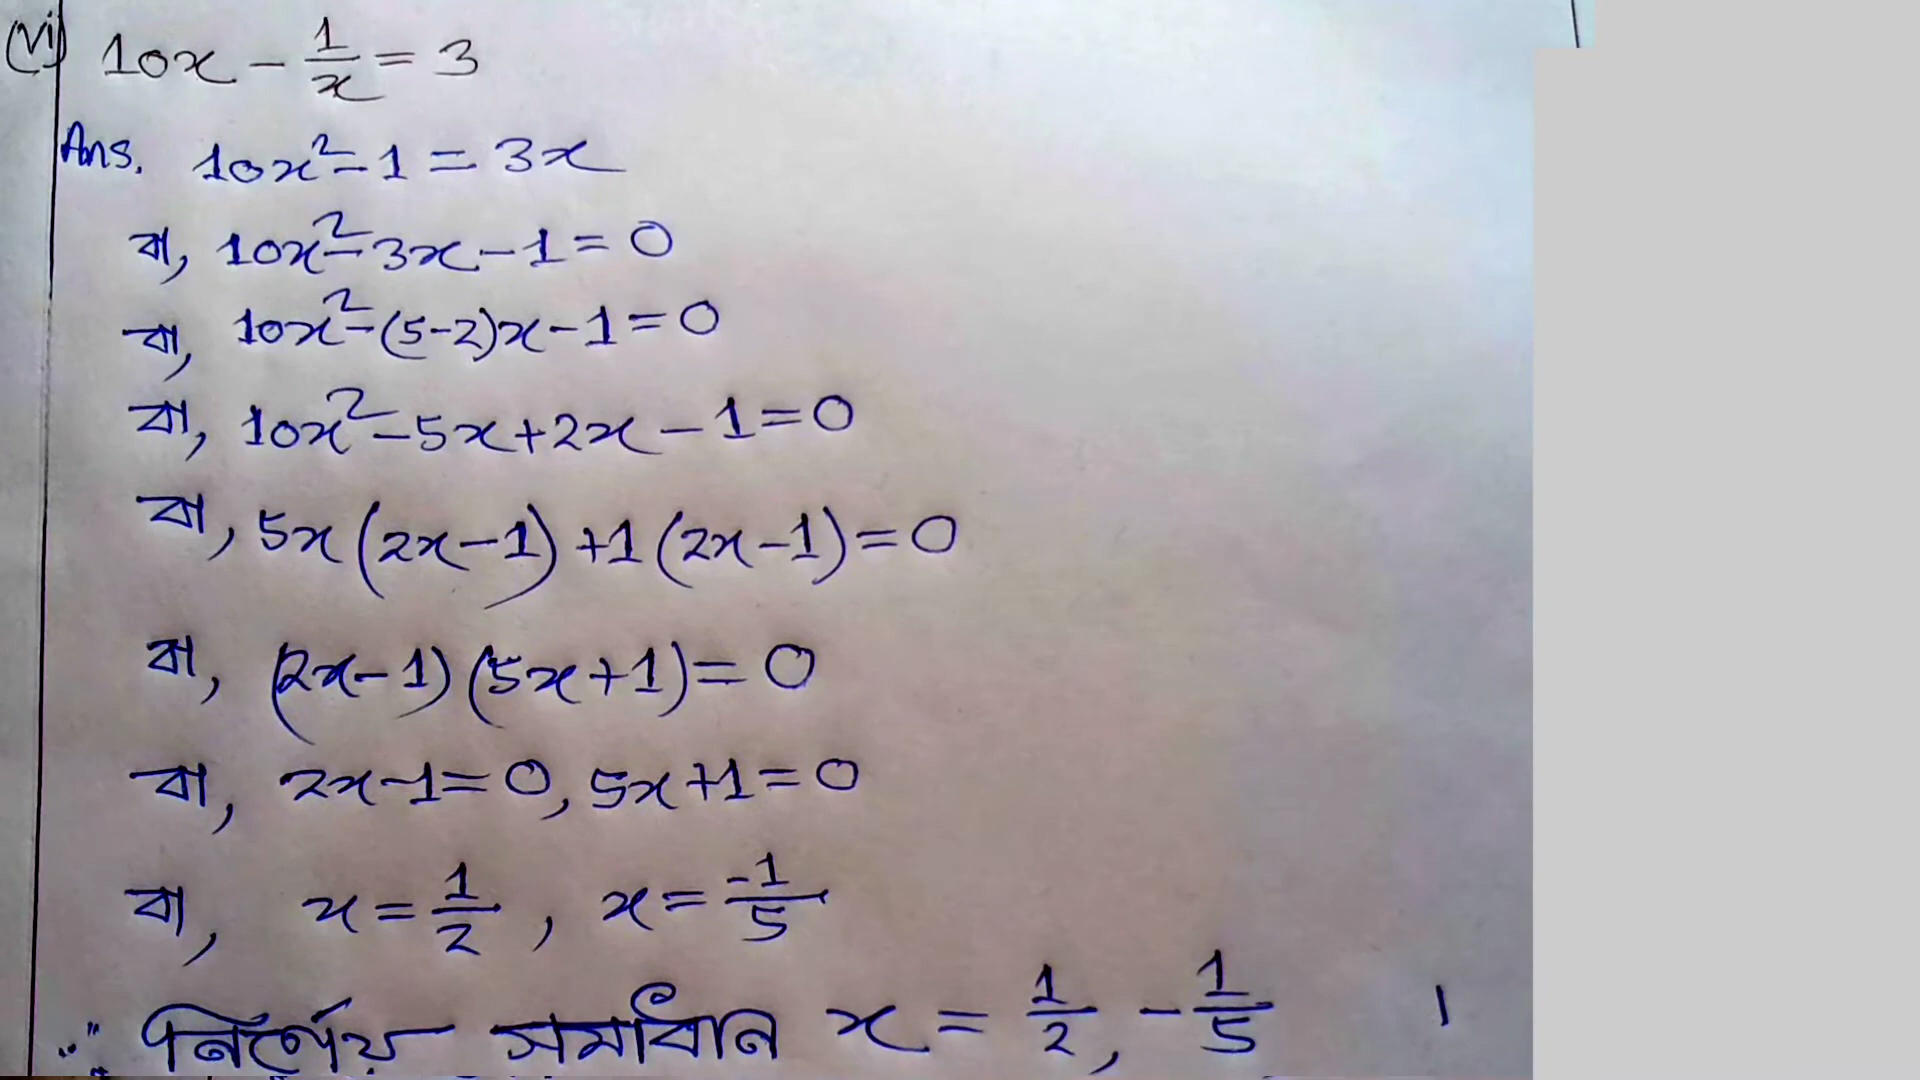 (vi) 10x - 1/x = 3
Ans. 10x² - 1 = 3x
বা, 10x² - 3x - 1 = 0
বা, 10x² - (5-2)x - 1 = 0
বা, 10x² - 5x + 2x - 1 = 0
বা, 5x(2x-1) + 1(2x-1) = 0
বা, (2x-1)(5x+1) = 0
বা, 2x-1 = 0, 5x+1 = 0
বা, x = 1/2, x = -1/5
∴ নির্ণেয় সমাধান x = 1/2, -1/5 ।